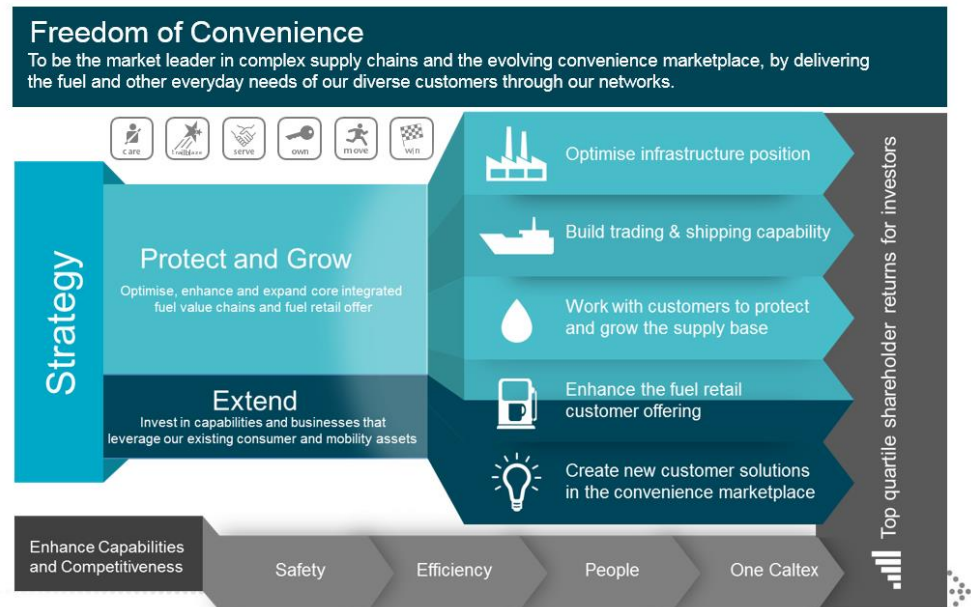 Freedom of Convenience
To be the market leader in complex supply chains and the evolving convenience marketplace, by delivering
the fuel and other everyday needs of our diverse customers through our networks.
care
trailblaze
serve
own
move
win
Strategy
Protect and Grow
Optimise, enhance and expand core integrated
fuel value chains and fuel retail offer
Extend
Invest in capabilities and businesses that
leverage our existing consumer and mobility assets
Optimise infrastructure position
Build trading & shipping capability
Work with customers to protect
and grow the supply base
Enhance the fuel retail
customer offering
Create new customer solutions
in the convenience marketplace
Top quartile shareholder returns for investors
Enhance Capabilities
and Competitiveness
Safety
Efficiency
People
One Caltex